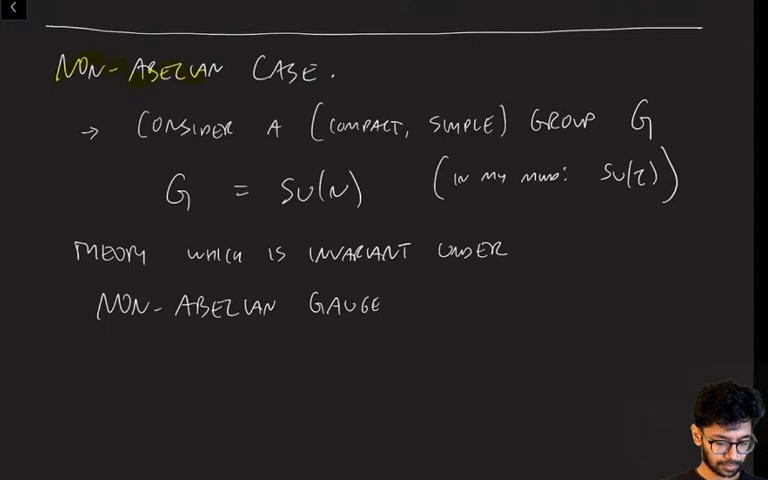 NON-ABELIAN CASE.
→ CONSIDER A (COMPACT, SIMPLE) GROUP G
G = SU(N) (IN MY MIND: SU(2))
THEORY WHICH IS INVARIANT UNDER
NON-ABELIAN GAUGE